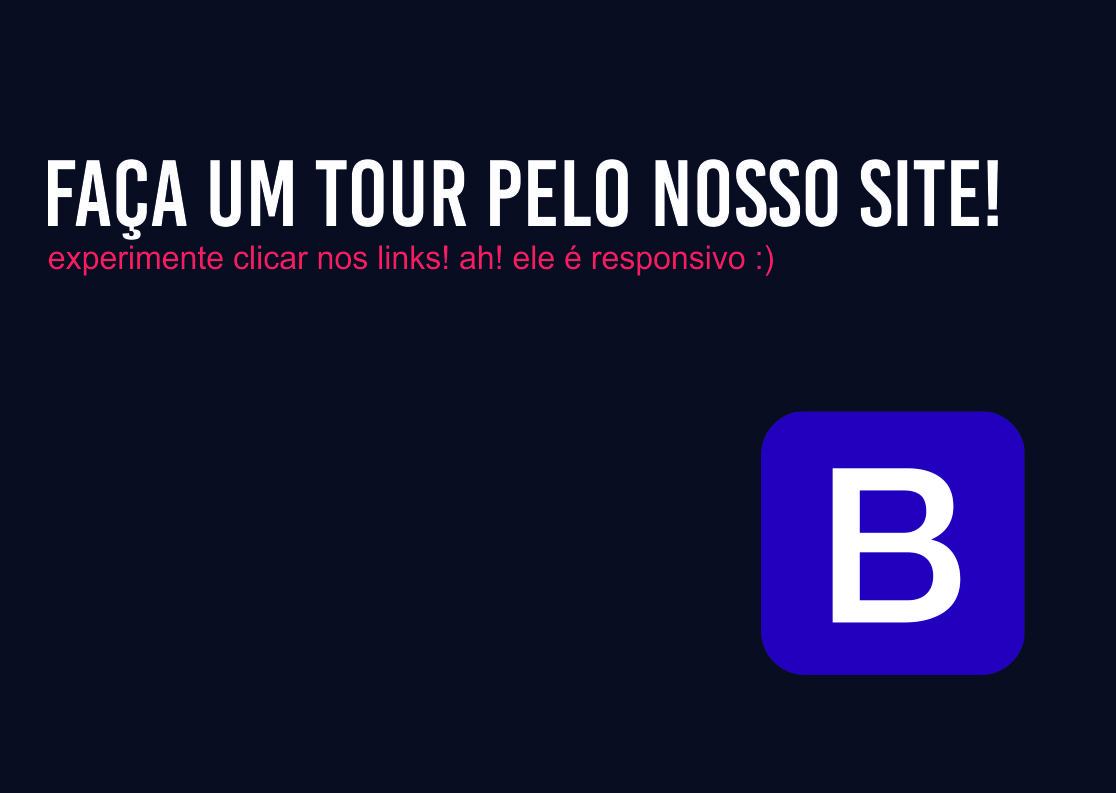 FAÇA UM TOUR PELO NOSSO SITE!
experimente clicar nos links! ah! ele é responsivo :)
B